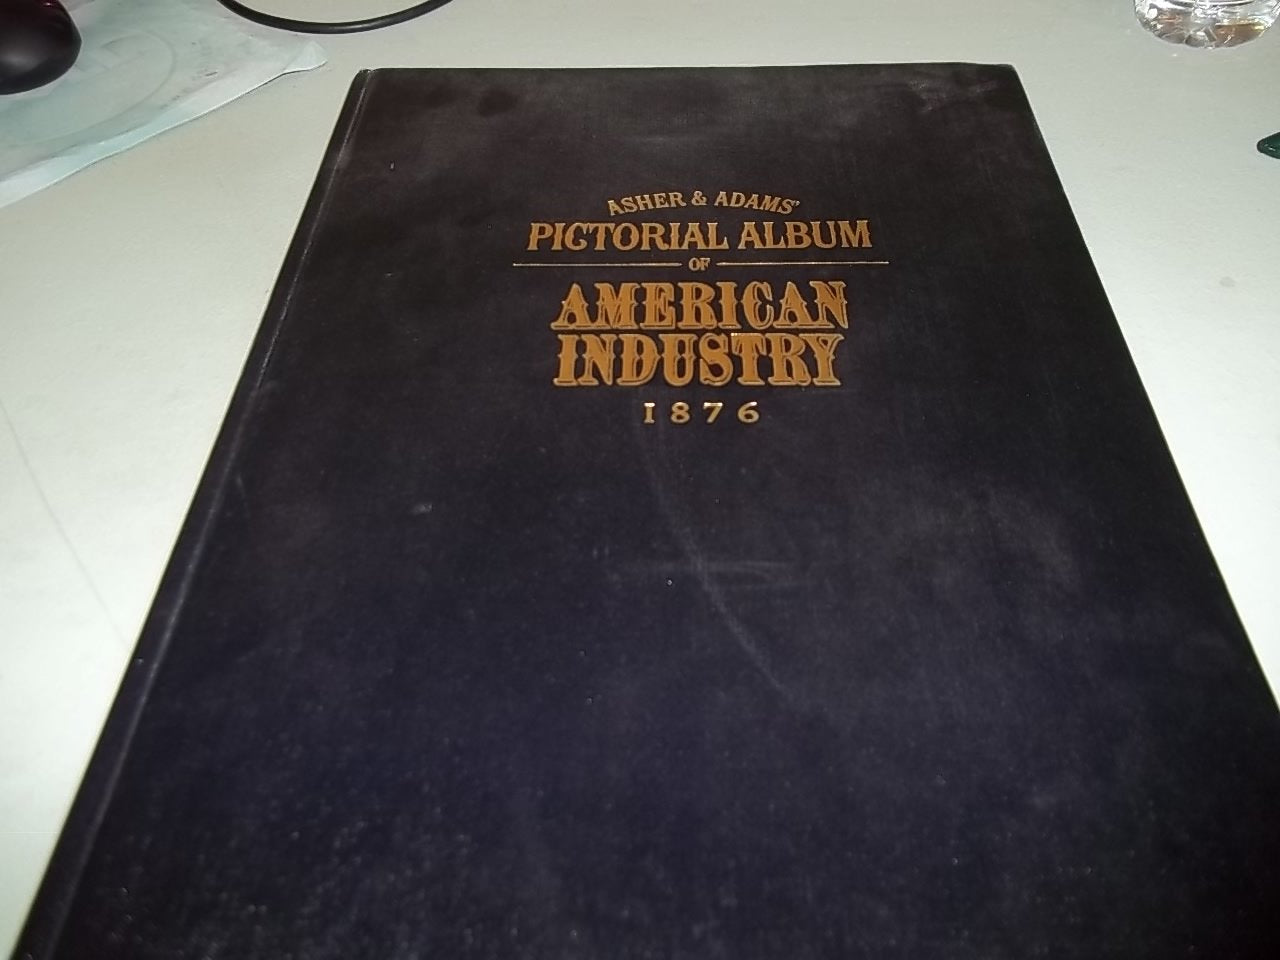 ASHER & ADAMS'
PICTORIAL ALBUM
OF
AMERICAN
INDUSTRY
1876